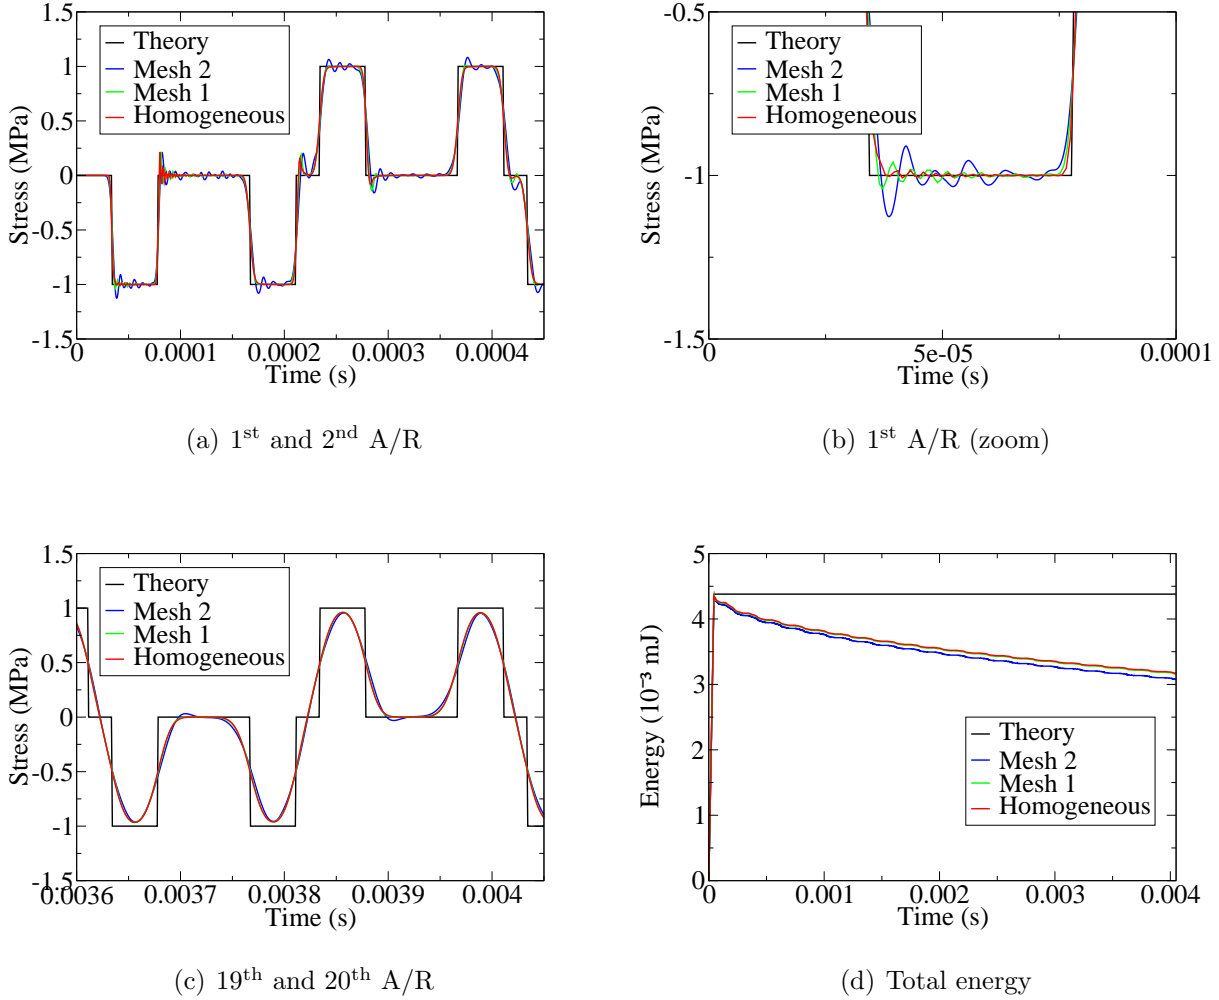 1.5
1
0.5
0
-0.5
-1
-1.5
Stress (MPa)
Theory
Mesh 2
Mesh 1
Homogeneous
0
0.0001
0.0002
0.0003
0.0004
Time (s)
(a) 1st and 2nd A/R
-0.5
-1
-1.5
Stress (MPa)
Theory
Mesh 2
Mesh 1
Homogeneous
0
5e-05
0.0001
Time (s)
(b) 1st A/R (zoom)
1.5
1
0.5
0
-0.5
-1
-1.5
Stress (MPa)
Theory
Mesh 2
Mesh 1
Homogeneous
0.0036
0.0037
0.0038
0.0039
0.004
Time (s)
(c) 19th and 20th A/R
5
4
3
2
1
0
Energy (10⁻³ mJ)
Theory
Mesh 2
Mesh 1
Homogeneous
0
0.001
0.002
0.003
0.004
Time (s)
(d) Total energy